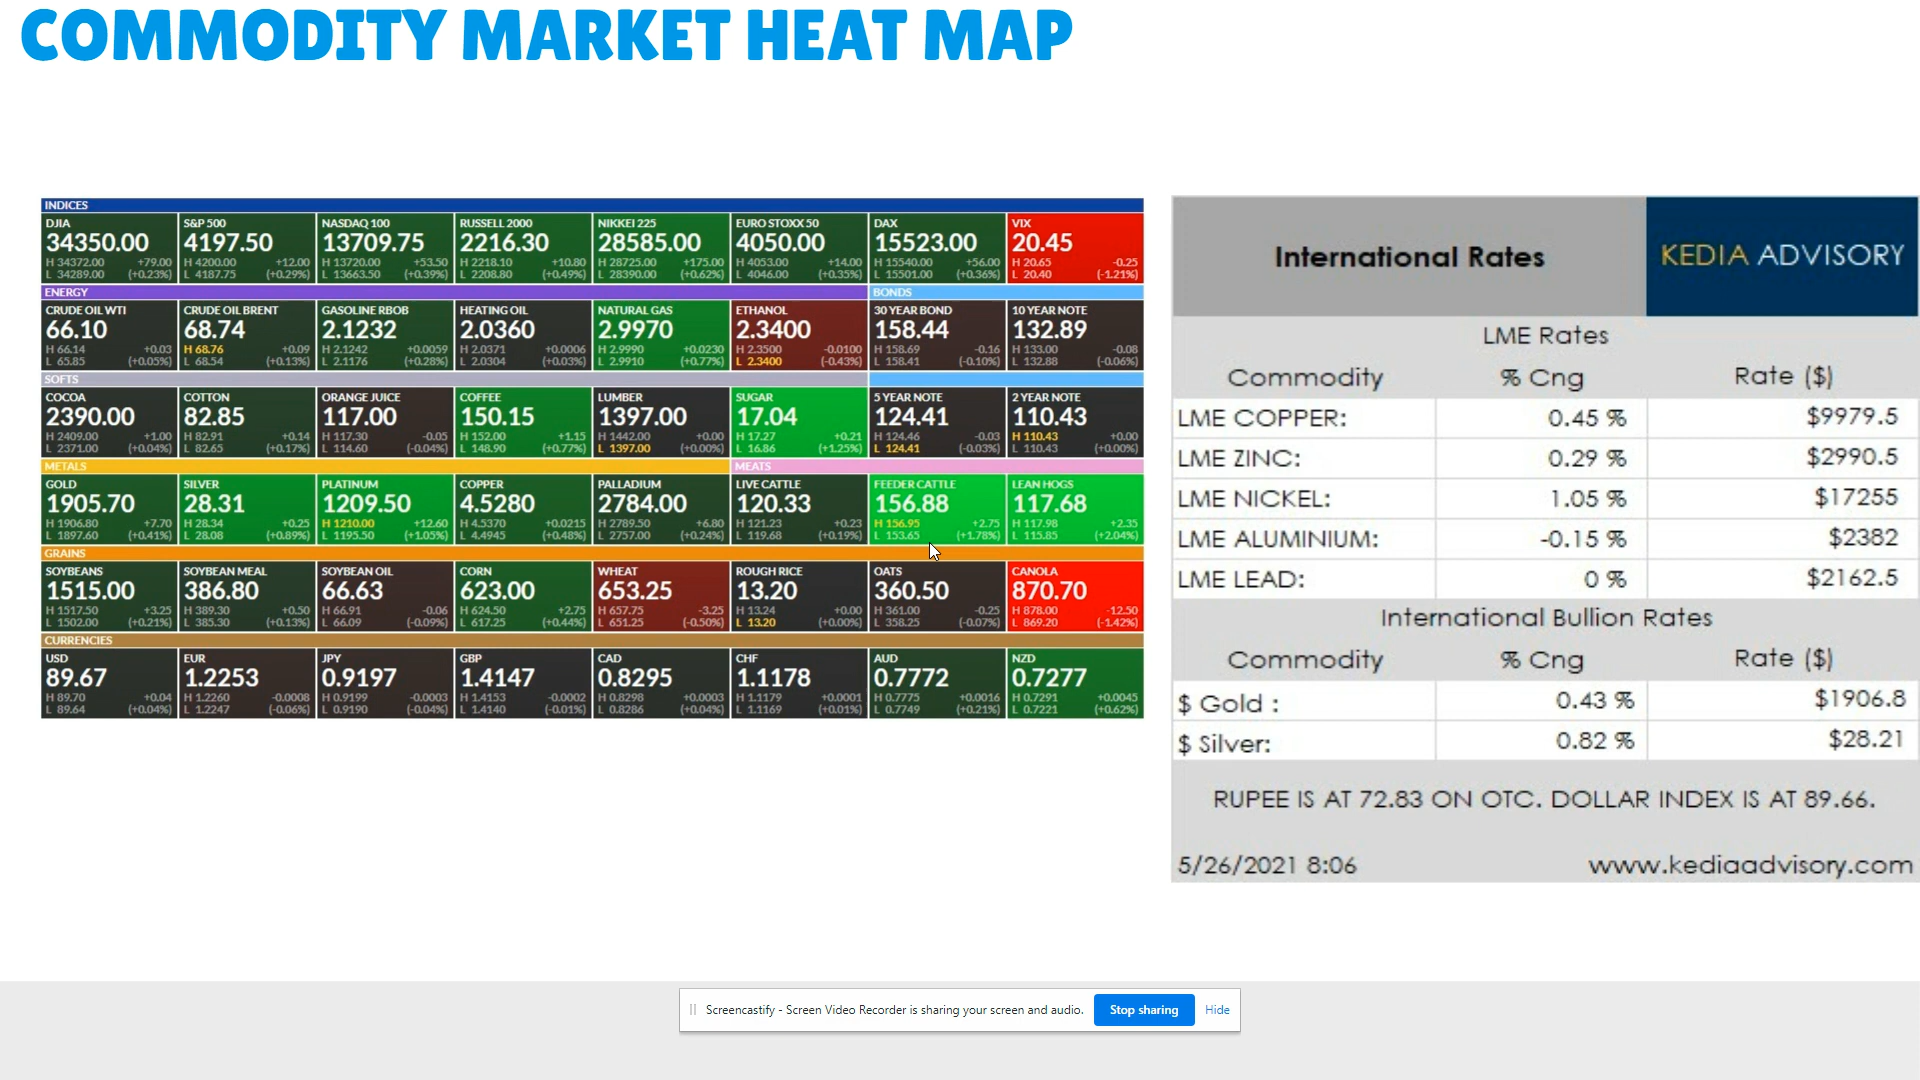 COMMODITY MARKET HEAT MAP
INDICES
DJIA S&P 500 NASDAQ 100 RUSSELL 2000 NIKKEI 225 EURO STOXX 50 DAX VIX
34350.00 4197.50 13709.75 2216.30 28585.00 4050.00 15523.00 20.45
H 34372.00 +79.00 H 4200.00 +12.00 H 13720.00 +53.50 H 2218.10 +10.80 H 28725.00 +175.00 H 4053.00 +14.00 H 15540.00 +56.00 H 20.65 -0.25
L 34289.00 (+0.23%) L 4187.75 (+0.29%) L 13663.50 (+0.39%) L 2208.80 (+0.49%) L 28390.00 (+0.62%) L 4046.00 (+0.35%) L 15501.00 (+0.36%) L 20.40 (-1.21%)
ENERGY BONDS
CRUDE OIL WTI CRUDE OIL BRENT GASOLINE RBOB HEATING OIL NATURAL GAS ETHANOL 30 YEAR BOND 10 YEAR NOTE
66.10 68.74 2.1232 2.0360 2.9970 2.3400 158.44 132.89
H 66.14 +0.03 H 68.76 +0.09 H 2.1242 +0.0059 H 2.0371 +0.0006 H 2.9990 +0.0230 H 2.3500 -0.0100 H 158.69 -0.16 H 133.00 -0.08
L 65.85 (+0.05%) L 68.54 (+0.13%) L 2.1176 (+0.28%) L 2.0304 (+0.03%) L 2.9910 (+0.77%) L 2.3400 (-0.43%) L 158.41 (-0.10%) L 132.88 (-0.06%)
SOFTS
COCOA COTTON ORANGE JUICE COFFEE LUMBER SUGAR 5 YEAR NOTE 2 YEAR NOTE
2390.00 82.85 117.00 150.15 1397.00 17.04 124.41 110.43
H 2409.00 +1.00 H 82.91 +0.14 H 117.30 -0.05 H 152.00 +1.15 H 1442.00 +0.00 H 17.27 +0.21 H 124.46 -0.03 H 110.43 +0.00
L 2371.00 (+0.04%) L 82.65 (+0.17%) L 114.60 (-0.04%) L 148.90 (+0.77%) L 1397.00 (+0.00%) L 16.86 (+1.25%) L 124.41 (-0.03%) L 110.43 (+0.00%)
METALS MEATS
GOLD SILVER PLATINUM COPPER PALLADIUM LIVE CATTLE FEEDER CATTLE LEAN HOGS
1905.70 28.31 1209.50 4.5280 2784.00 120.33 156.88 117.68
H 1906.80 +7.70 H 28.34 +0.25 H 1210.00 +12.60 H 4.5370 +0.0215 H 2789.50 +6.80 H 121.23 +0.23 H 156.95 +2.75 H 117.98 +2.35
L 1897.60 (+0.41%) L 28.08 (+0.89%) L 1195.50 (+1.05%) L 4.4945 (+0.48%) L 2757.00 (+0.24%) L 119.68 (+0.19%) L 153.65 (+1.78%) L 115.85 (+2.04%)
GRAINS
SOYBEANS SOYBEAN MEAL SOYBEAN OIL CORN WHEAT ROUGH RICE OATS CANOLA
1515.00 386.80 66.63 623.00 653.25 13.20 360.50 870.70
H 1517.50 +3.25 H 389.30 +0.50 H 66.91 -0.06 H 624.50 +2.75 H 657.75 -3.25 H 13.24 +0.00 H 361.00 -0.25 H 878.00 -12.50
L 1502.00 (+0.21%) L 385.30 (+0.13%) L 66.09 (-0.09%) L 617.25 (+0.44%) L 651.25 (-0.50%) L 13.20 (+0.00%) L 358.25 (-0.07%) L 869.20 (-1.42%)
CURRENCIES
USD EUR JPY GBP CAD CHF AUD NZD
89.67 1.2253 0.9197 1.4147 0.8295 1.1178 0.7772 0.7277
H 89.70 +0.04 H 1.2260 -0.0008 H 0.9199 -0.0003 H 1.4153 -0.0002 H 0.8298 +0.0003 H 1.1179 +0.0001 H 0.7775 +0.0016 H 0.7291 +0.0045
L 89.64 (+0.04%) L 1.2247 (-0.06%) L 0.9190 (-0.04%) L 1.4140 (-0.01%) L 0.8286 (+0.04%) L 1.1169 (+0.01%) L 0.7749 (+0.21%) L 0.7221 (+0.62%)
International Rates KEDIA ADVISORY
LME Rates
Commodity % Cng Rate ($)
LME COPPER: 0.45 % $9979.5
LME ZINC: 0.29 % $2990.5
LME NICKEL: 1.05 % $17255
LME ALUMINIUM: -0.15 % $2382
LME LEAD: 0 % $2162.5
International Bullion Rates
Commodity % Cng Rate ($)
$ Gold : 0.43 % $1906.8
$ Silver: 0.82 % $28.21
RUPEE IS AT 72.83 ON OTC. DOLLAR INDEX IS AT 89.66.
5/26/2021 8:06 www.kediaadvisory.com
Screencastify - Screen Video Recorder is sharing your screen and audio. Stop sharing Hide